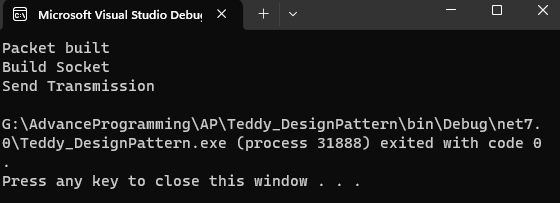 Microsoft Visual Studio Debug
Packet built
Build Socket
Send Transmission
G:\AdvanceProgramming\AP\Teddy_DesignPattern\bin\Debug\net7.
0\Teddy_DesignPattern.exe (process 31888) exited with code 0
.
Press any key to close this window . . .